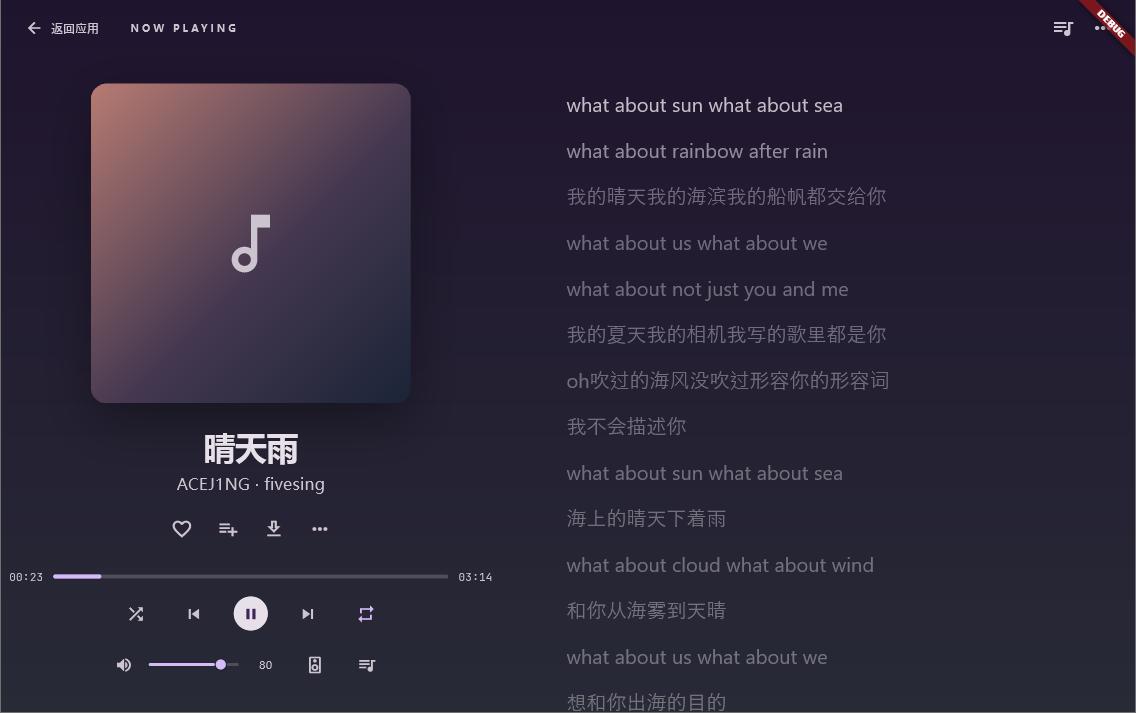 返回应用
NOW PLAYING
DEBUG
晴天雨
ACEJ1NG · fivesing
00:23
03:14
80
what about sun what about sea
what about rainbow after rain
我的晴天我的海滨我的船帆都交给你
what about us what about we
what about not just you and me
我的夏天我的相机我写的歌里都是你
oh吹过的海风没吹过形容你的形容词
我不会描述你
what about sun what about sea
海上的晴天下着雨
what about cloud what about wind
和你从海雾到天晴
what about us what about we
想和你出海的目的